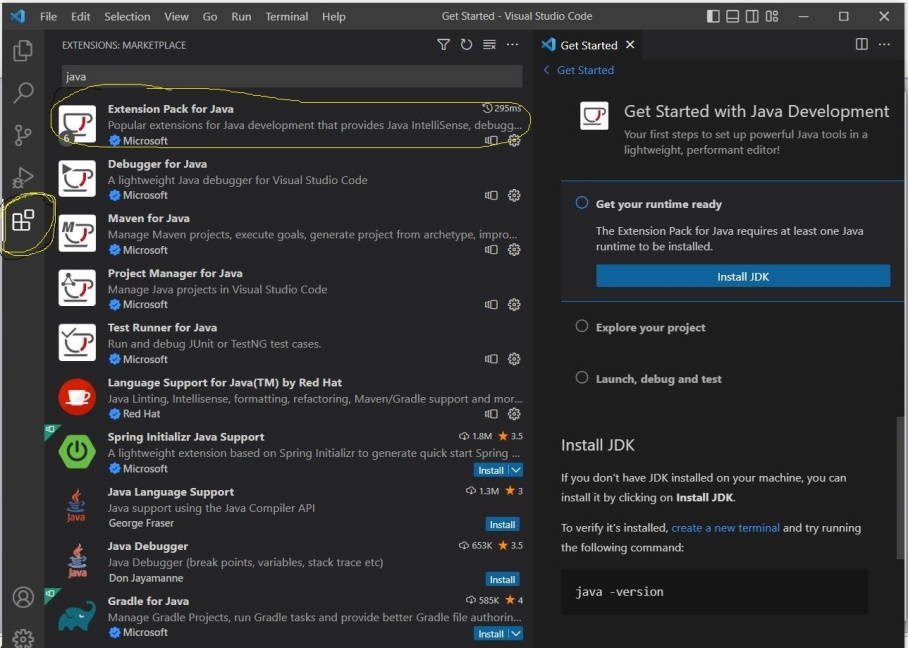 File Edit Selection View Go Run Terminal Help
Get Started - Visual Studio Code
EXTENSIONS: MARKETPLACE
java
Extension Pack for Java
295ms
Popular extensions for Java development that provides Java IntelliSense, debugg...
6
Microsoft
Debugger for Java
A lightweight Java debugger for Visual Studio Code
Microsoft
Maven for Java
M
Manage Maven projects, execute goals, generate project from archetype, impro...
Microsoft
Project Manager for Java
Manage Java projects in Visual Studio Code
Microsoft
Test Runner for Java
Run and debug JUnit or TestNG test cases.
Microsoft
Language Support for Java(TM) by Red Hat
Java Linting, Intellisense, formatting, refactoring, Maven/Gradle support and mor...
Red Hat
Spring Initializr Java Support
1.8M 3.5
A lightweight extension based on Spring Initializr to generate quick start Spring ...
Microsoft
Install
Java Language Support
1.3M 3
Java support using the Java Compiler API
Java
George Fraser
Install
Java Debugger
653K 3.5
Java Debugger (break points, variables, stack trace etc)
Java
Don Jayamanne
Install
Gradle for Java
585K 4
Manage Gradle Projects, run Gradle tasks and provide better Gradle file authorin...
Microsoft
Install
Get Started
Get Started
Get Started with Java Development
Your first steps to set up powerful Java tools in a
lightweight, performant editor!
Get your runtime ready
The Extension Pack for Java requires at least one Java
runtime to be installed.
Install JDK
Explore your project
Launch, debug and test
Install JDK
If you don't have JDK installed on your machine, you can
install it by clicking on Install JDK.
To verify it's installed, create a new terminal and try running
the following command:
java -version